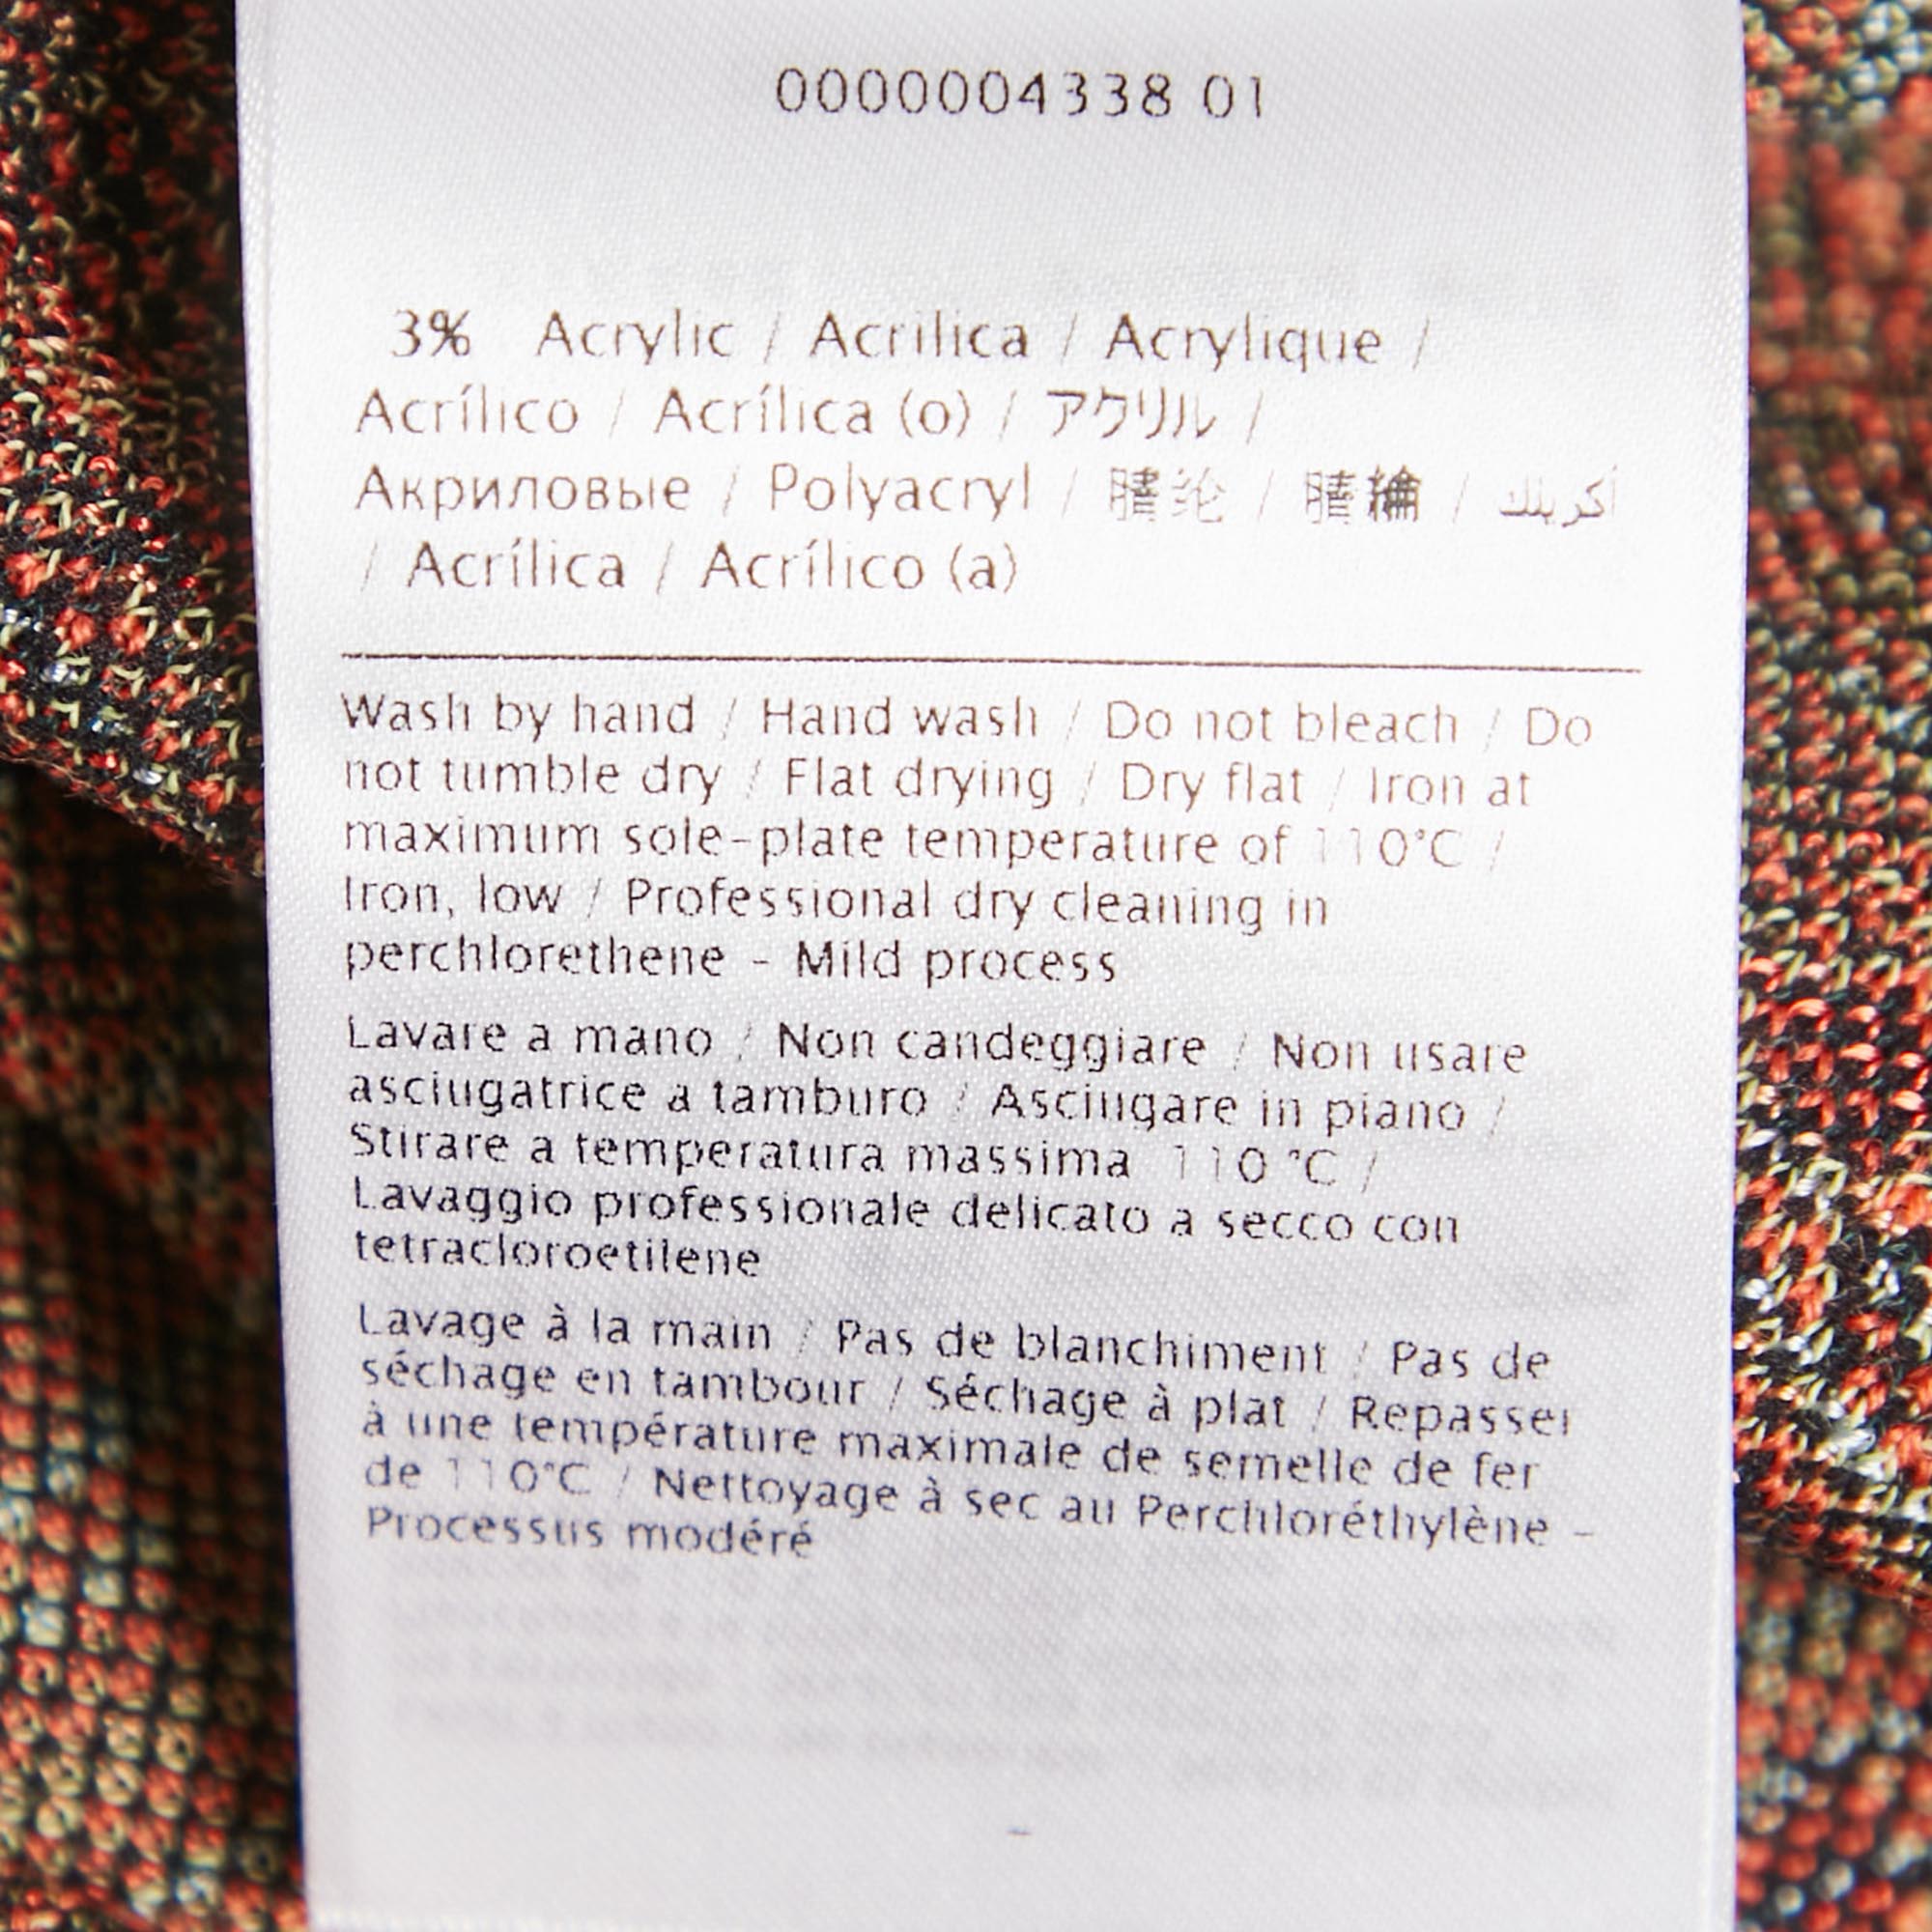 0000004338 01
3% Acrylic / Acrilica / Acrylique /
Acrílico / Acrílica (o) / アクリル /
Акриловые / Polyacryl / 腈纶 / 腈綸 / أكريلك
/ Acrílica / Acrílico (a)
Wash by hand / Hand wash / Do not bleach / Do
not tumble dry / Flat drying / Dry flat / Iron at
maximum sole-plate temperature of 110°C /
Iron, low / Professional dry cleaning in
perchlorethene - Mild process
Lavare a mano / Non candeggiare / Non usare
asciugatrice a tamburo / Asciugare in piano /
Stirare a temperatura massima 110 °C /
Lavaggio professionale delicato a secco con
tetracloroetilene
Lavage à la main / Pas de blanchiment / Pas de
séchage en tambour / Séchage à plat / Repasser
à une température maximale de semelle de fer
de 110°C / Nettoyage à sec au Perchloréthylène -
Processus modéré